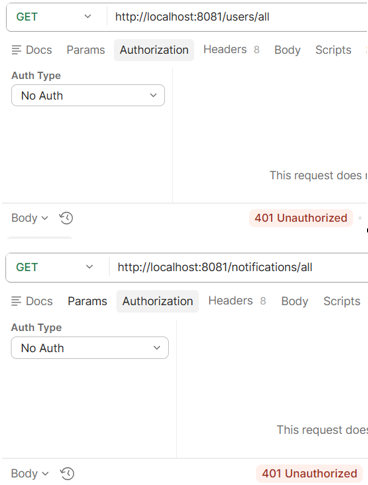 GET http://localhost:8081/users/all
Docs Params Authorization Headers 8 Body Scripts
Auth Type
No Auth
This request does
Body 401 Unauthorized
GET http://localhost:8081/notifications/all
Docs Params Authorization Headers 8 Body Scripts
Auth Type
No Auth
This request does
Body 401 Unauthorized